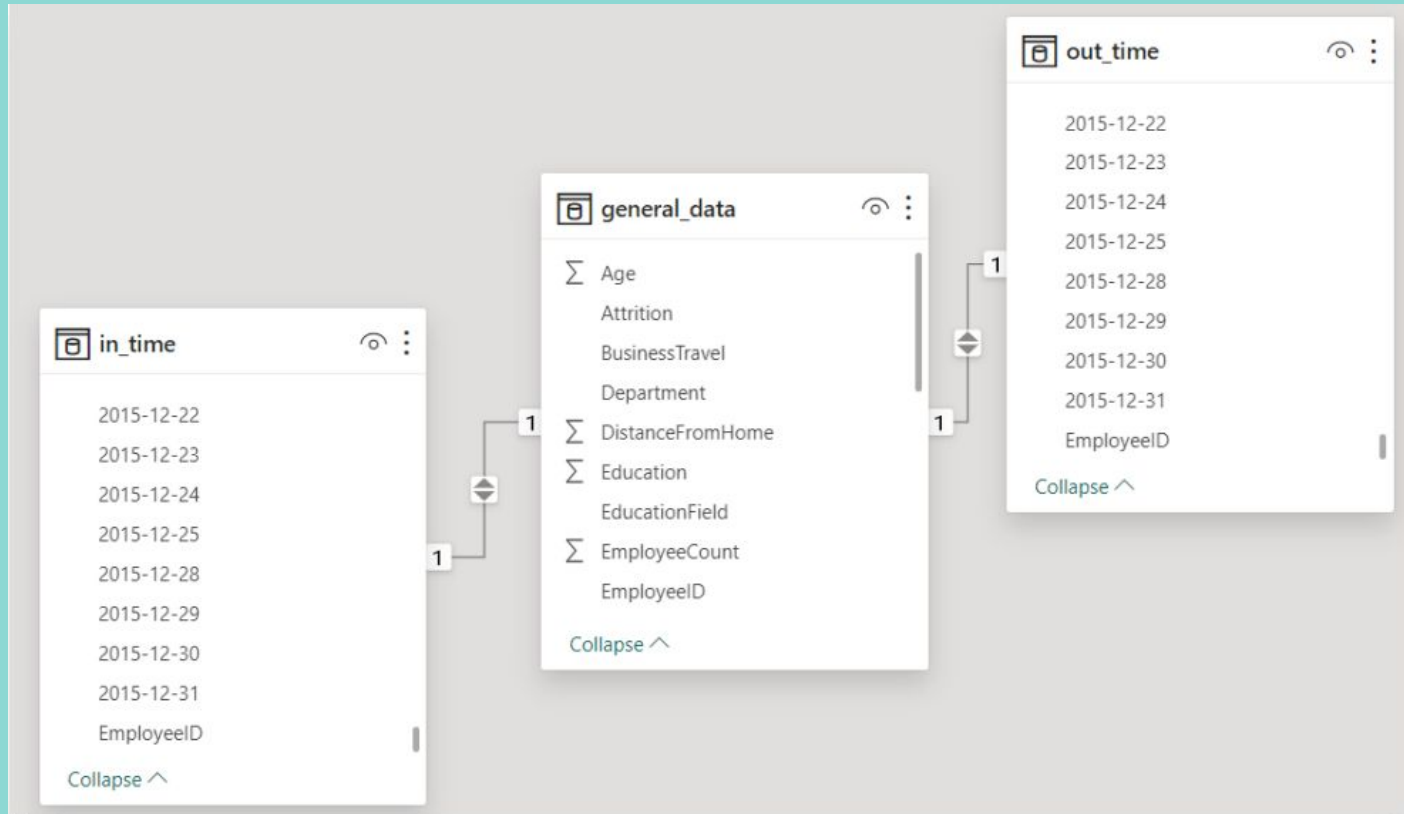 in_time
2015-12-22
2015-12-23
2015-12-24
2015-12-25
2015-12-28
2015-12-29
2015-12-30
2015-12-31
EmployeeID
Collapse
1
1
general_data
Σ Age
Attrition
BusinessTravel
Department
Σ DistanceFromHome
Σ Education
EducationField
Σ EmployeeCount
EmployeeID
Collapse
1
1
out_time
2015-12-22
2015-12-23
2015-12-24
2015-12-25
2015-12-28
2015-12-29
2015-12-30
2015-12-31
EmployeeID
Collapse